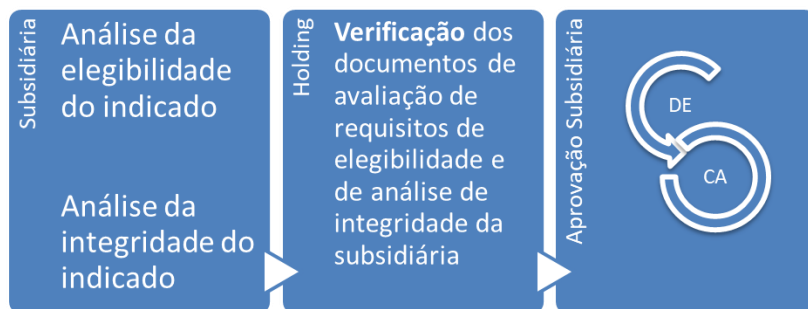 Subsidiária
Análise da
elegibilidade
do indicado
Análise da
integridade do
indicado
Holding
Verificação dos
documentos de
avaliação de
requisitos de
elegibilidade e
de análise de
integridade da
subsidiária
Aprovação Subsidiária
DE
CA